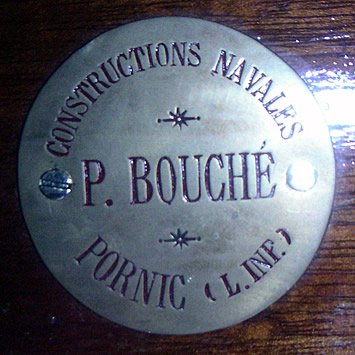 CONSTRUCTIONS NAVALES
P. BOUCHÉ
PORNIC (L. INF.)